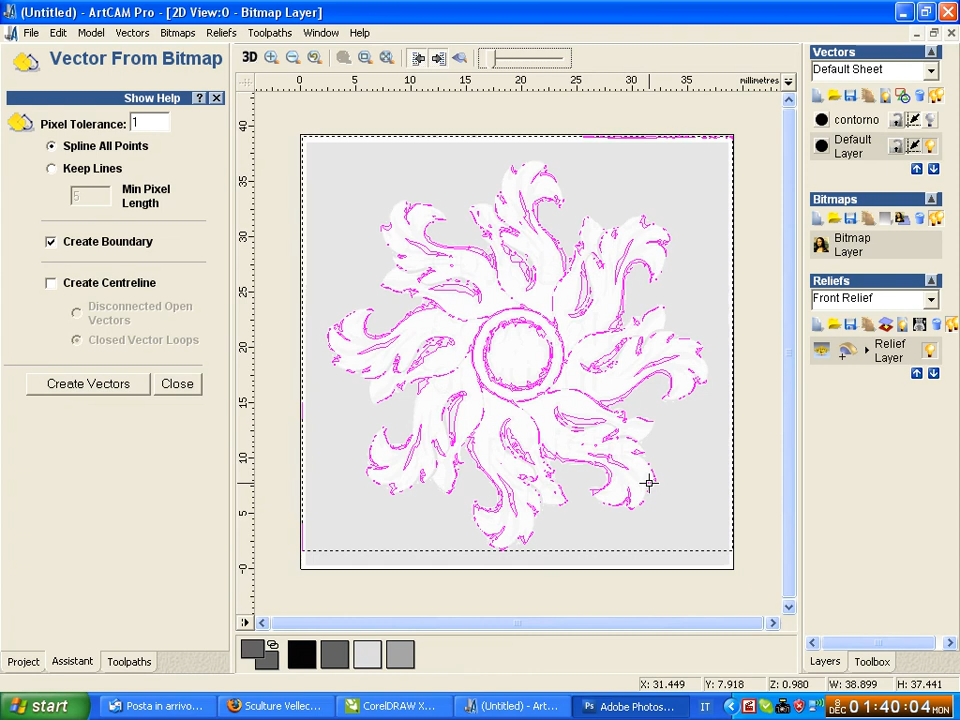 (Untitled) - ArtCAM Pro - [2D View:0 - Bitmap Layer]
File Edit Model Vectors Bitmaps Reliefs Toolpaths Window Help
Vector From Bitmap
Show Help ? X
Pixel Tolerance: 1
Spline All Points
Keep Lines
5 Min Pixel
Length
Create Boundary
Create Centreline
Disconnected Open
Vectors
Closed Vector Loops
Create Vectors Close
Project Assistant Toolpaths
3D
0 5 10 15 20 25 30 35 millimetres
40
35
30
25
20
15
10
5
-0
Vectors
Default Sheet
contorno
Default
Layer
Bitmaps
Bitmap
Layer
Reliefs
Front Relief
Relief
Layer
Layers Toolbox
X: 31.449 Y: 7.918 Z: 0.980 W: 38.899 H: 37.441
start Posta in arrivo... Sculture Vellec... CorelDRAW X... (Untitled) - Art... Adobe Photos... IT 8 DEC 01:40:04 MON